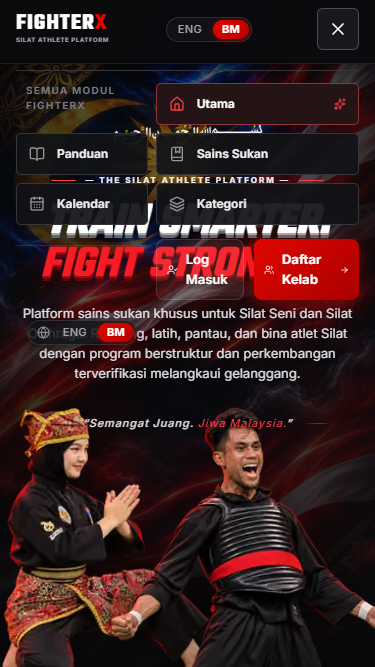 FIGHTERX
SILAT ATHLETE PLATFORM
ENG BM
SEMUA MODUL
FIGHTERX
Utama
Panduan
Sains Sukan
— THE SILAT ATHLETE PLATFORM —
Kalendar
Kategori
TRAIN SMARTER.
FIGHT STRONG
Log
Masuk
Daftar
Kelab
Platform sains sukan khusus untuk Silat Seni dan Silat
ENG BM
g, latih, pantau, dan bina atlet Silat
dengan program berstruktur dan perkembangan
terverifikasi melangkaui gelanggang.
"Semangat Juang. Jiwa Malaysia."